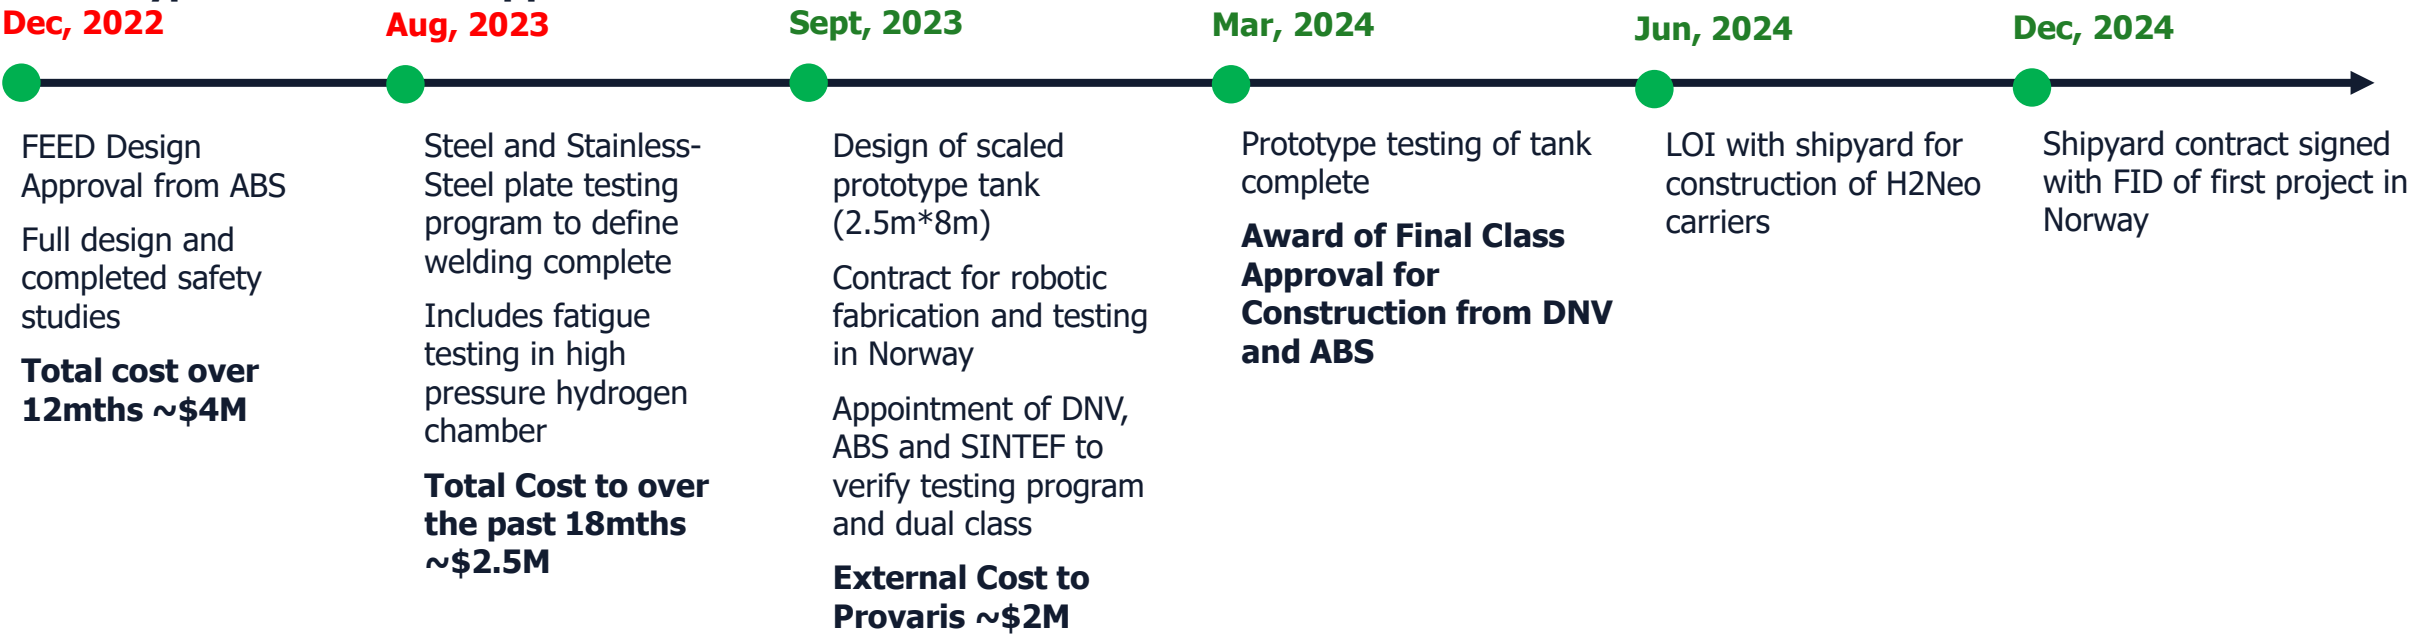 Dec, 2022
FEED Design
Approval from ABS
Full design and
completed safety
studies
Total cost over
12mths ~$4M
Aug, 2023
Steel and Stainless-
Steel plate testing
program to define
welding complete
Includes fatigue
testing in high
pressure hydrogen
chamber
Total Cost to over
the past 18mths
~$2.5M
Sept, 2023
Design of scaled
prototype tank
(2.5m*8m)
Contract for robotic
fabrication and testing
in Norway
Appointment of DNV,
ABS and SINTEF to
verify testing program
and dual class
External Cost to
Provaris ~$2M
Mar, 2024
Prototype testing of tank
complete
Award of Final Class
Approval for
Construction from DNV
and ABS
Jun, 2024
LOI with shipyard for
construction of H2Neo
carriers
Dec, 2024
Shipyard contract signed
with FID of first project in
Norway